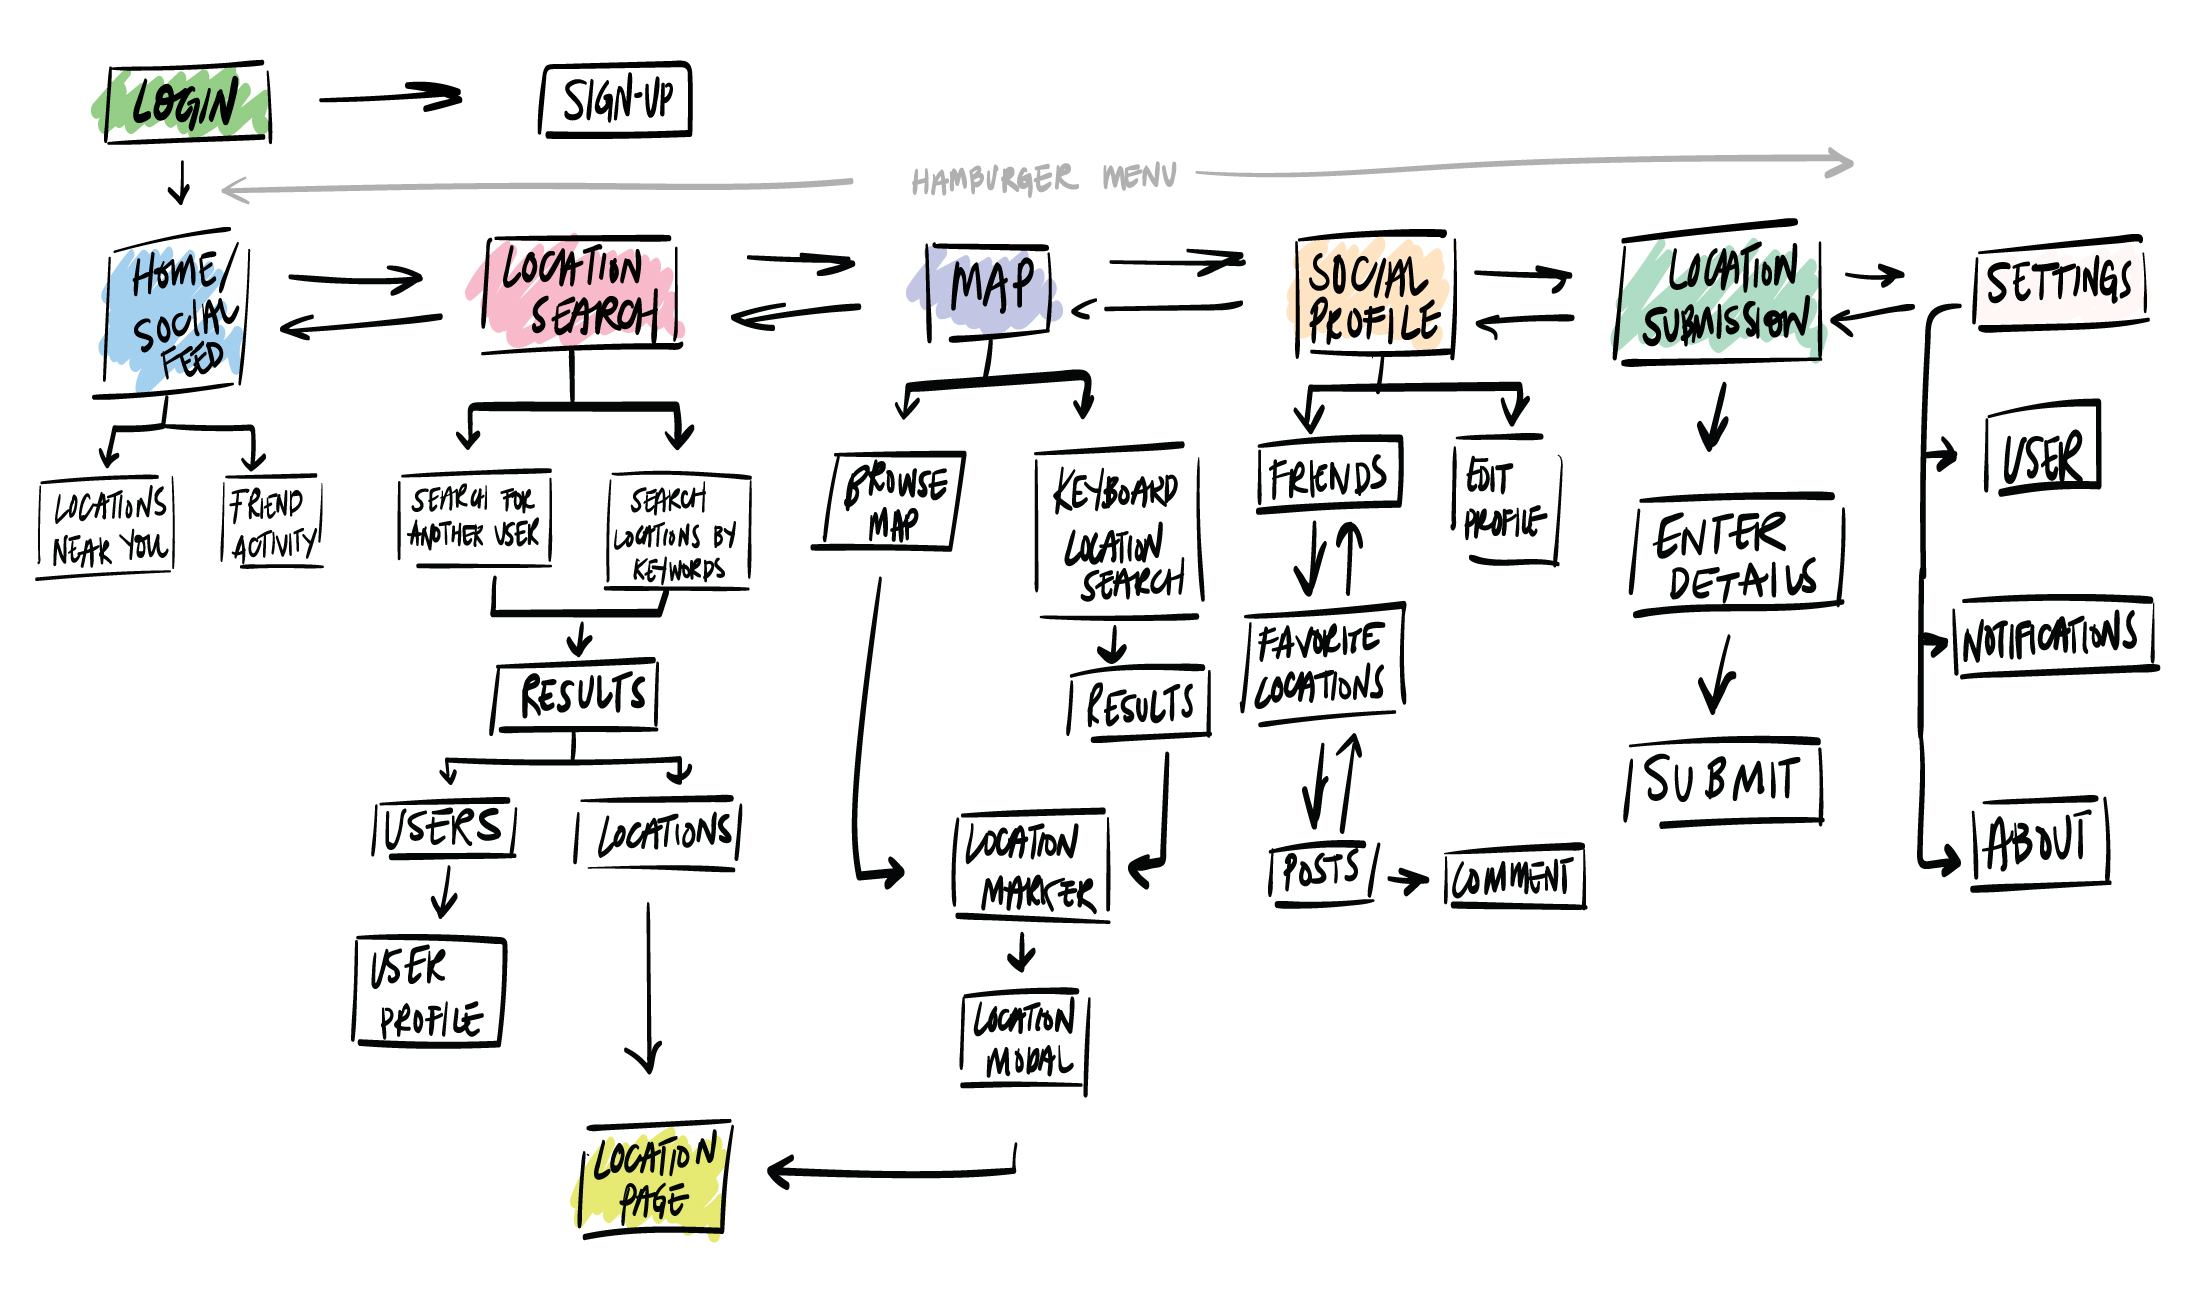 LOGIN
SIGN-UP
HAMBURGER MENU
HOME/
SOCIAL
FEED
LOCATION
SEARCH
MAP
SOCIAL
PROFILE
LOCATION
SUBMISSION
SETTINGS
LOCATIONS
NEAR YOU
FRIEND
ACTIVITY
SEARCH FOR
ANOTHER USER
SEARCH
LOCATIONS BY
KEYWORDS
BROWSE
MAP
KEYBOARD
LOCATION
SEARCH
FRIENDS
EDIT
PROFILE
ENTER
DETAILS
USER
RESULTS
RESULTS
FAVORITE
LOCATIONS
SUBMIT
NOTIFICATIONS
USERS
LOCATIONS
LOCATION
MARKER
POSTS
COMMENT
ABOUT
USER
PROFILE
LOCATION
MODAL
LOCATION
PAGE